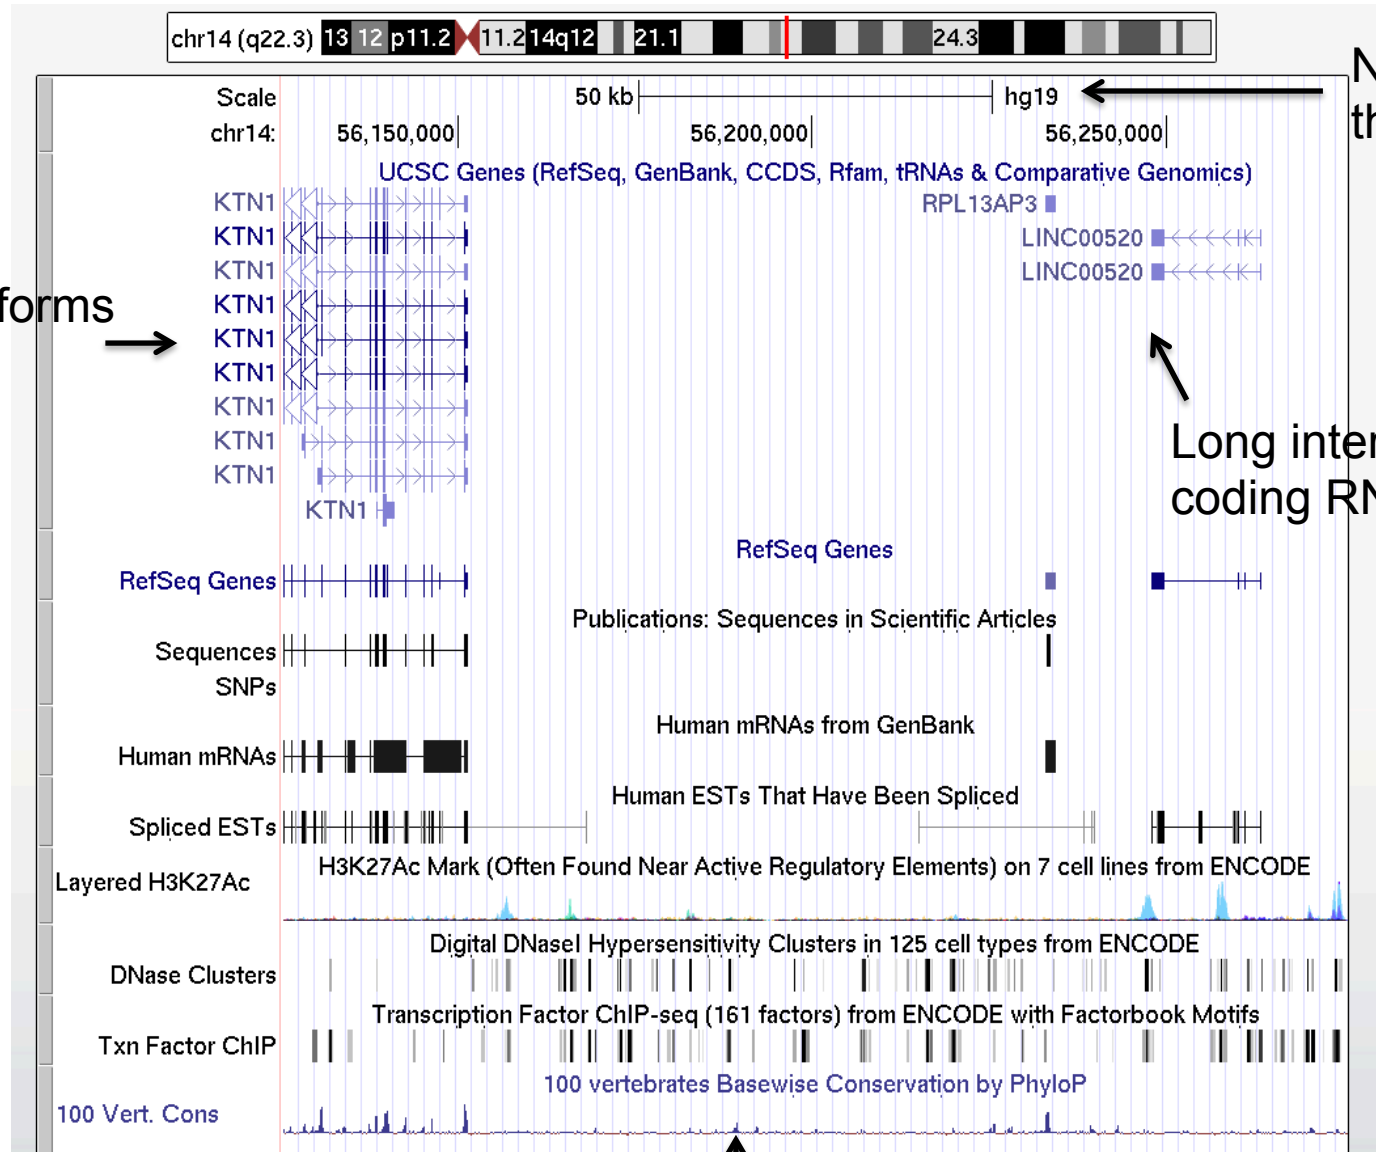 chr14 (q22.3) 13 12 p11.2 11.2 14q12 21.1 24.3
Scale 50 kb hg19
N
th
chr14: 56,150,000 56,200,000 56,250,000
UCSC Genes (RefSeq, GenBank, CCDS, Rfam, tRNAs & Comparative Genomics)
KTN1 RPL13AP3
KTN1 LINC00520
KTN1 LINC00520
forms
KTN1
KTN1
KTN1
KTN1
KTN1
KTN1
KTN1
Long inter
coding RN
RefSeq Genes
RefSeq Genes
Publications: Sequences in Scientific Articles
Sequences
SNPs
Human mRNAs from GenBank
Human mRNAs
Human ESTs That Have Been Spliced
Spliced ESTs
H3K27Ac Mark (Often Found Near Active Regulatory Elements) on 7 cell lines from ENCODE
Layered H3K27Ac
Digital DNaseI Hypersensitivity Clusters in 125 cell types from ENCODE
DNase Clusters
Transcription Factor ChIP-seq (161 factors) from ENCODE with Factorbook Motifs
Txn Factor ChIP
100 vertebrates Basewise Conservation by PhyloP
100 Vert. Cons